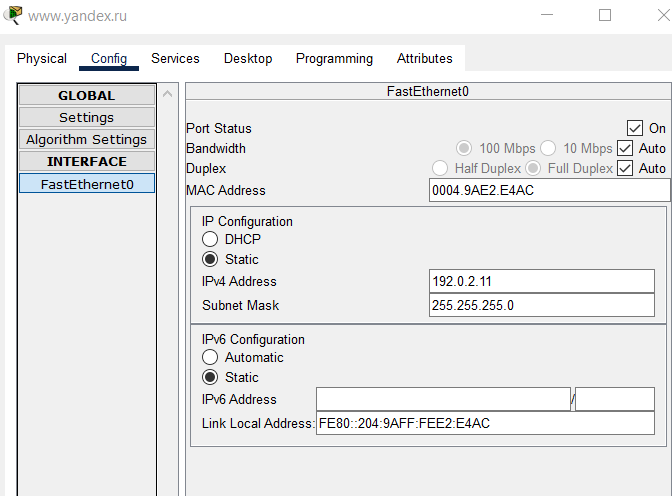 www.yandex.ru
Physical Config Services Desktop Programming Attributes
GLOBAL
Settings
Algorithm Settings
INTERFACE
FastEthernet0
FastEthernet0
Port Status On
Bandwidth 100 Mbps 10 Mbps Auto
Duplex Half Duplex Full Duplex Auto
MAC Address 0004.9AE2.E4AC
IP Configuration
DHCP
Static
IPv4 Address 192.0.2.11
Subnet Mask 255.255.255.0
IPv6 Configuration
Automatic
Static
IPv6 Address /
Link Local Address: FE80::204:9AFF:FEE2:E4AC